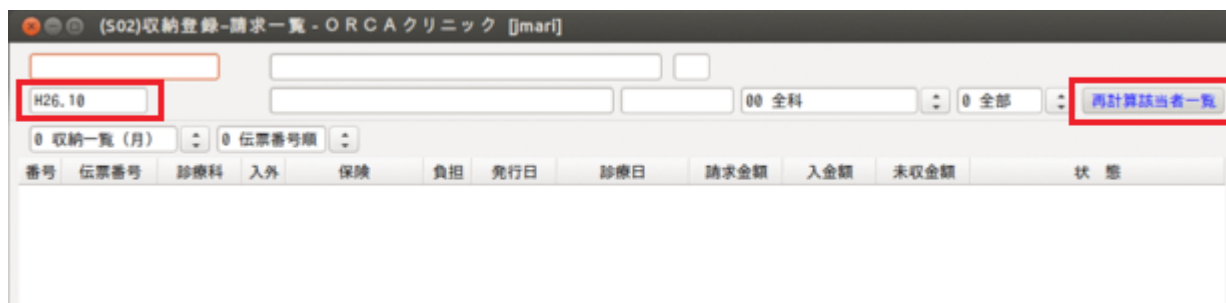 (S02)収納登録–請求一覧 - ＯＲＣＡクリニック [jmari]
H26.10 00 全科 0 全部 再計算該当者一覧
0 収納一覧（月） 0 伝票番号順
番号 伝票番号 診療科 入外 保険 負担 発行日 診療日 請求金額 入金額 未収金額 状 態